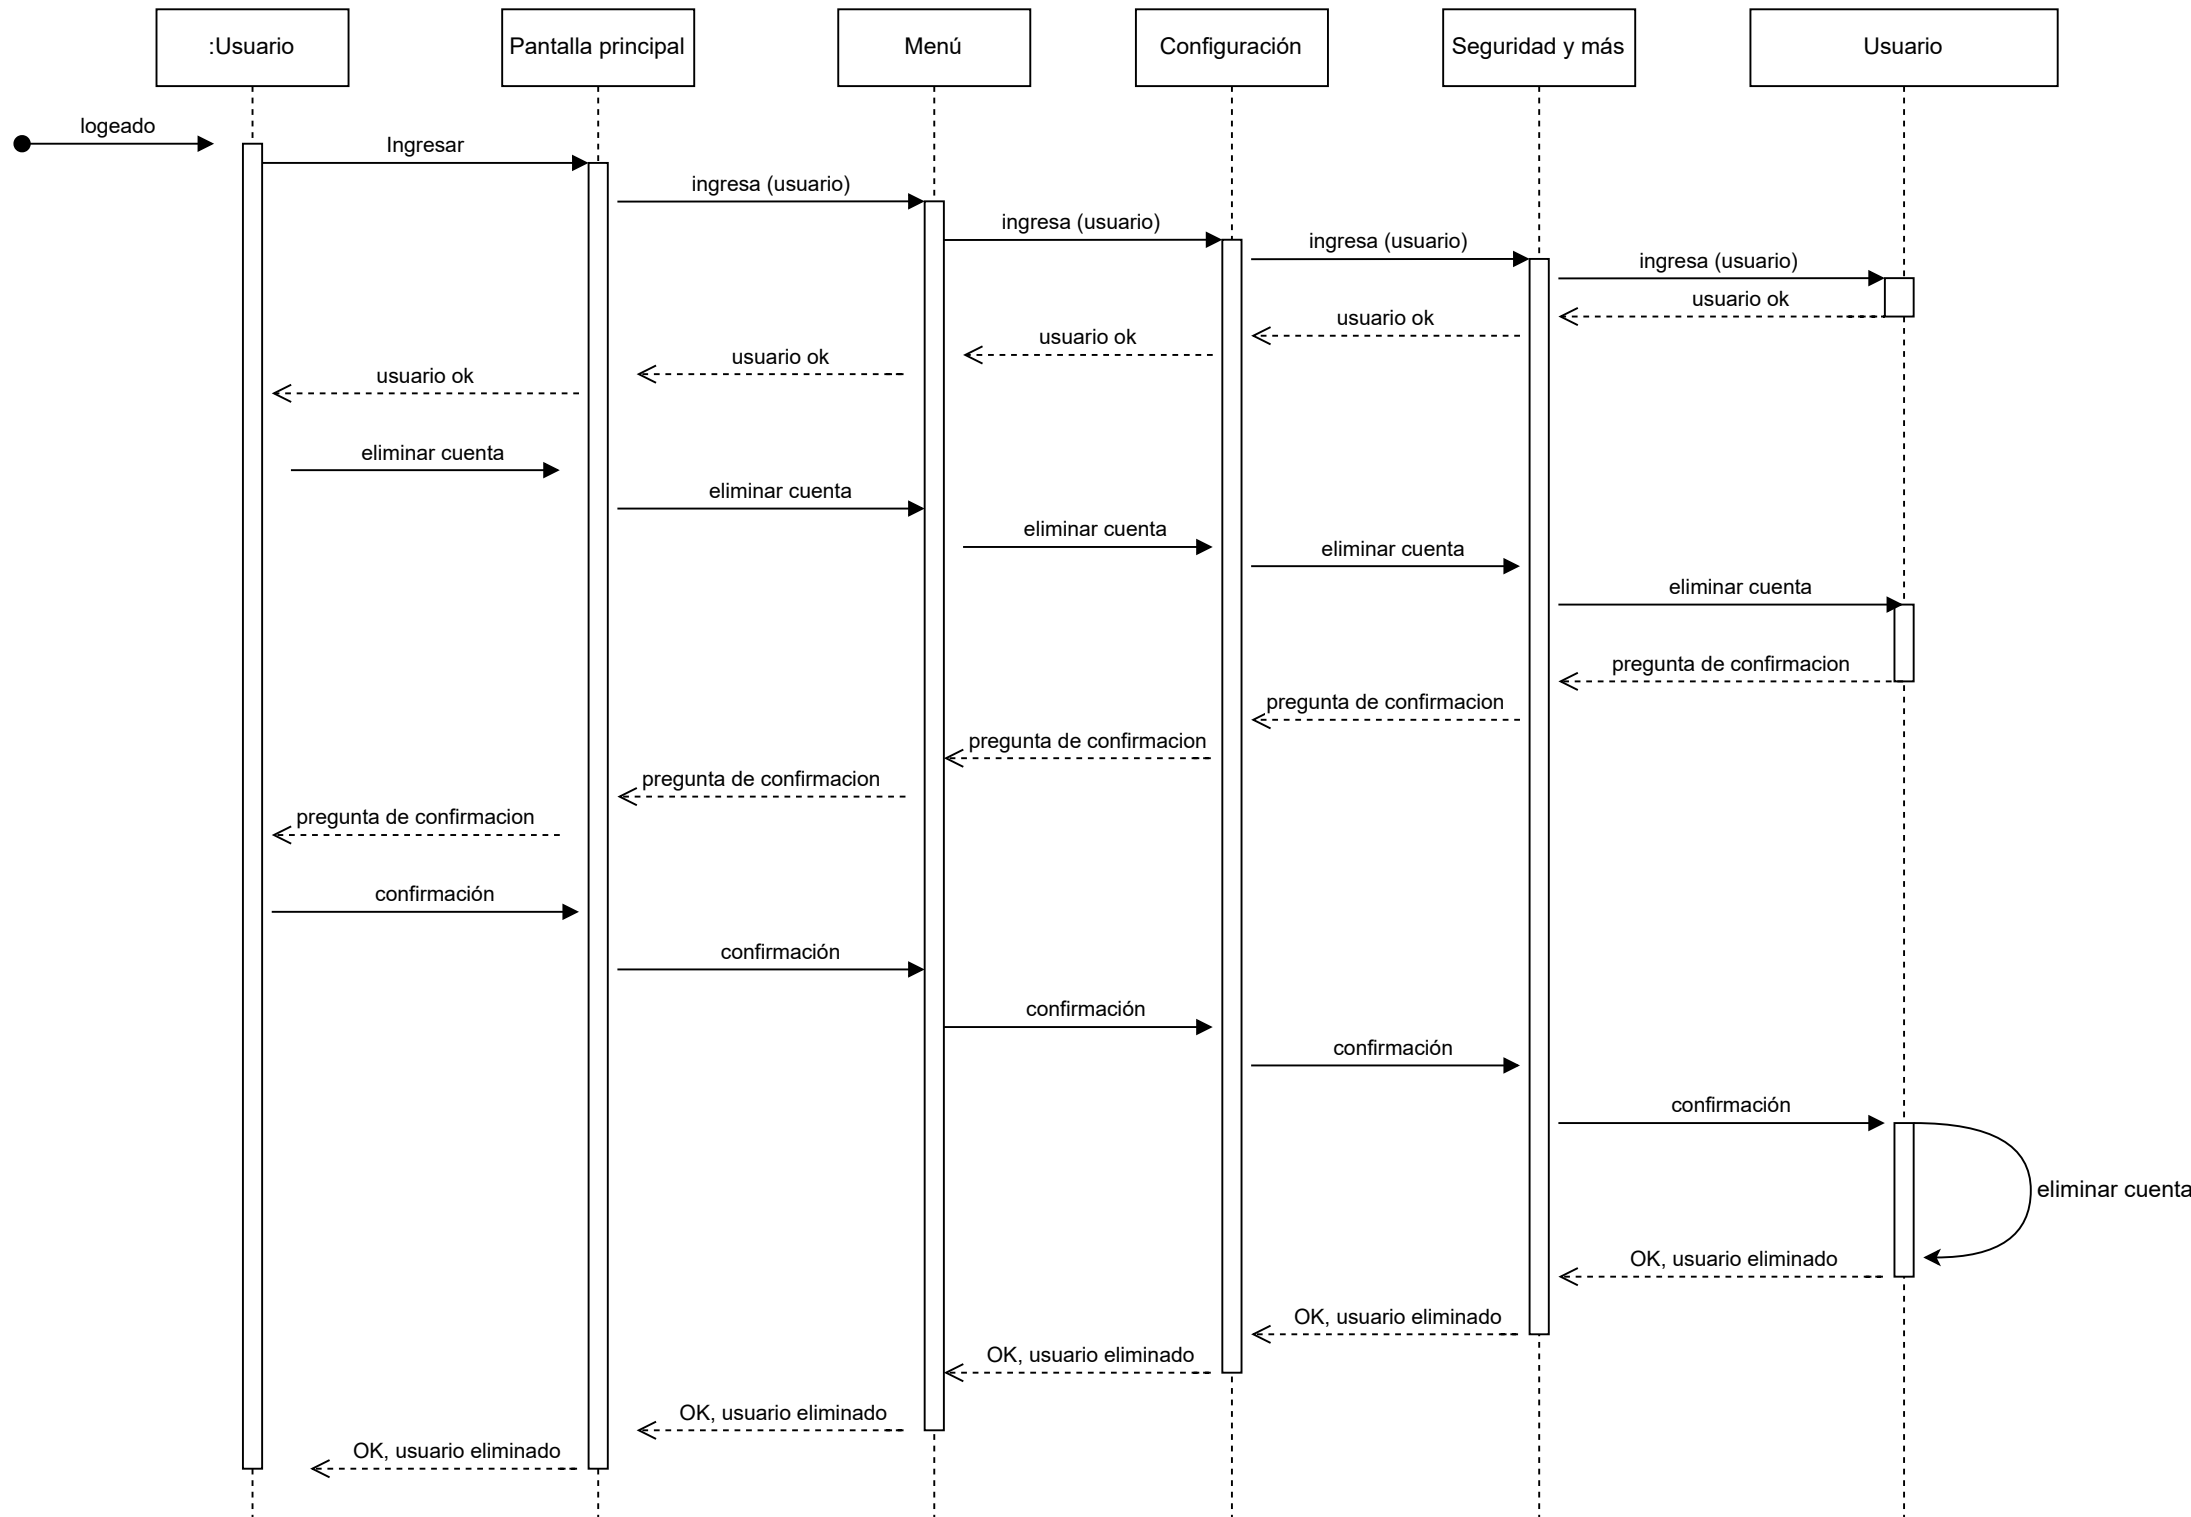 :Usuario
Pantalla principal
Menú
Configuración
Seguridad y más
Usuario
logeado
Ingresar
ingresa (usuario)
ingresa (usuario)
ingresa (usuario)
ingresa (usuario)
usuario ok
usuario ok
usuario ok
usuario ok
usuario ok
eliminar cuenta
eliminar cuenta
eliminar cuenta
eliminar cuenta
eliminar cuenta
pregunta de confirmacion
pregunta de confirmacion
pregunta de confirmacion
pregunta de confirmacion
pregunta de confirmacion
confirmación
confirmación
confirmación
confirmación
confirmación
eliminar cuenta
OK, usuario eliminado
OK, usuario eliminado
OK, usuario eliminado
OK, usuario eliminado
OK, usuario eliminado